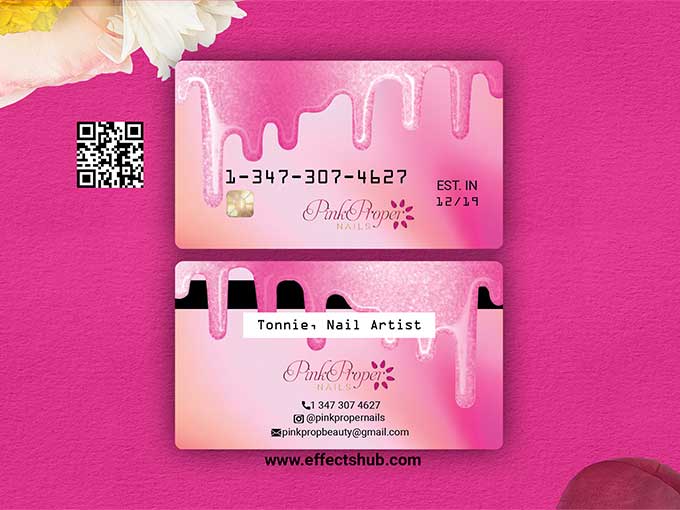 1-347-307-4627
EST. IN
12/19
PinkProper
NAILS
Tonnie, Nail Artist
PinkProper
NAILS
1 347 307 4627
@pinkpropernails
pinkpropbeauty@gmail.com
www.effectshub.com